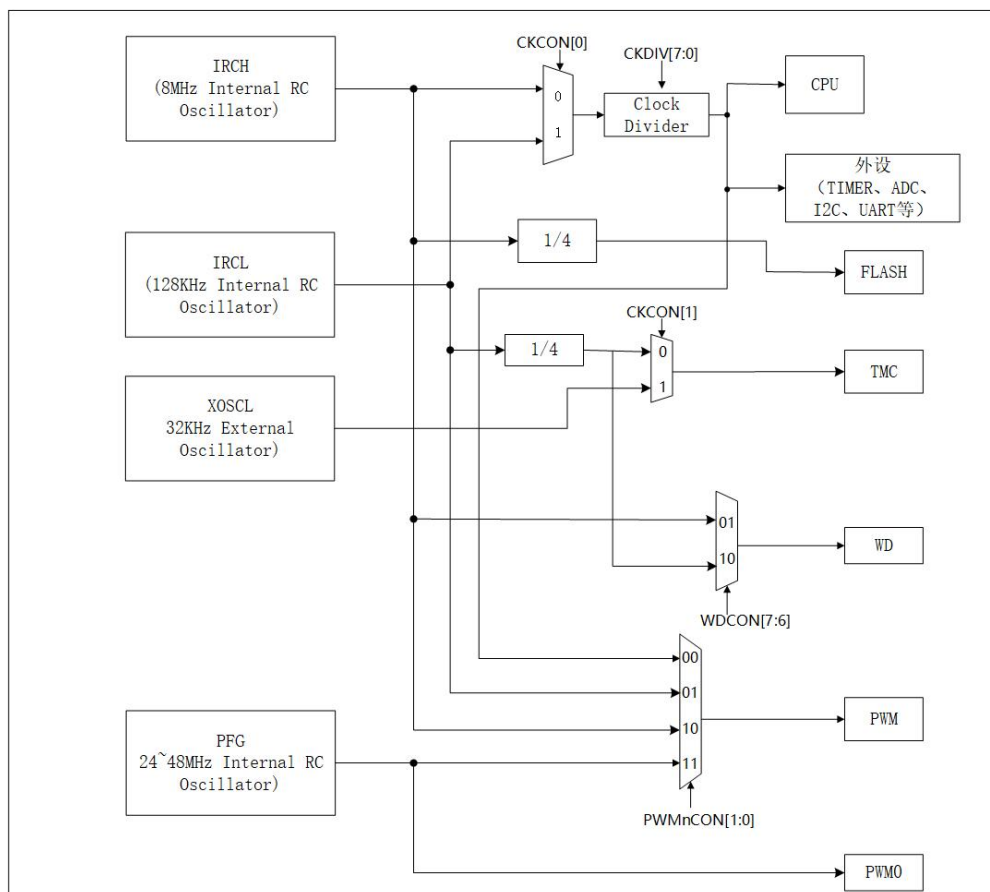 CKCON[0]
CKDIV[7:0]
IRCH
(8MHz Internal RC
Oscillator)
0
1
Clock
Divider
CPU
外设
（TIMER、ADC、
I2C、UART等）
1/4
FLASH
IRCL
(128KHz Internal RC
Oscillator)
CKCON[1]
1/4
0
1
TMC
XOSCL
32KHz External
Oscillator)
01
10
WD
WDCON[7:6]
00
01
10
11
PWM
PFG
24~48MHz Internal RC
Oscillator)
PWMnCON[1:0]
PWM0